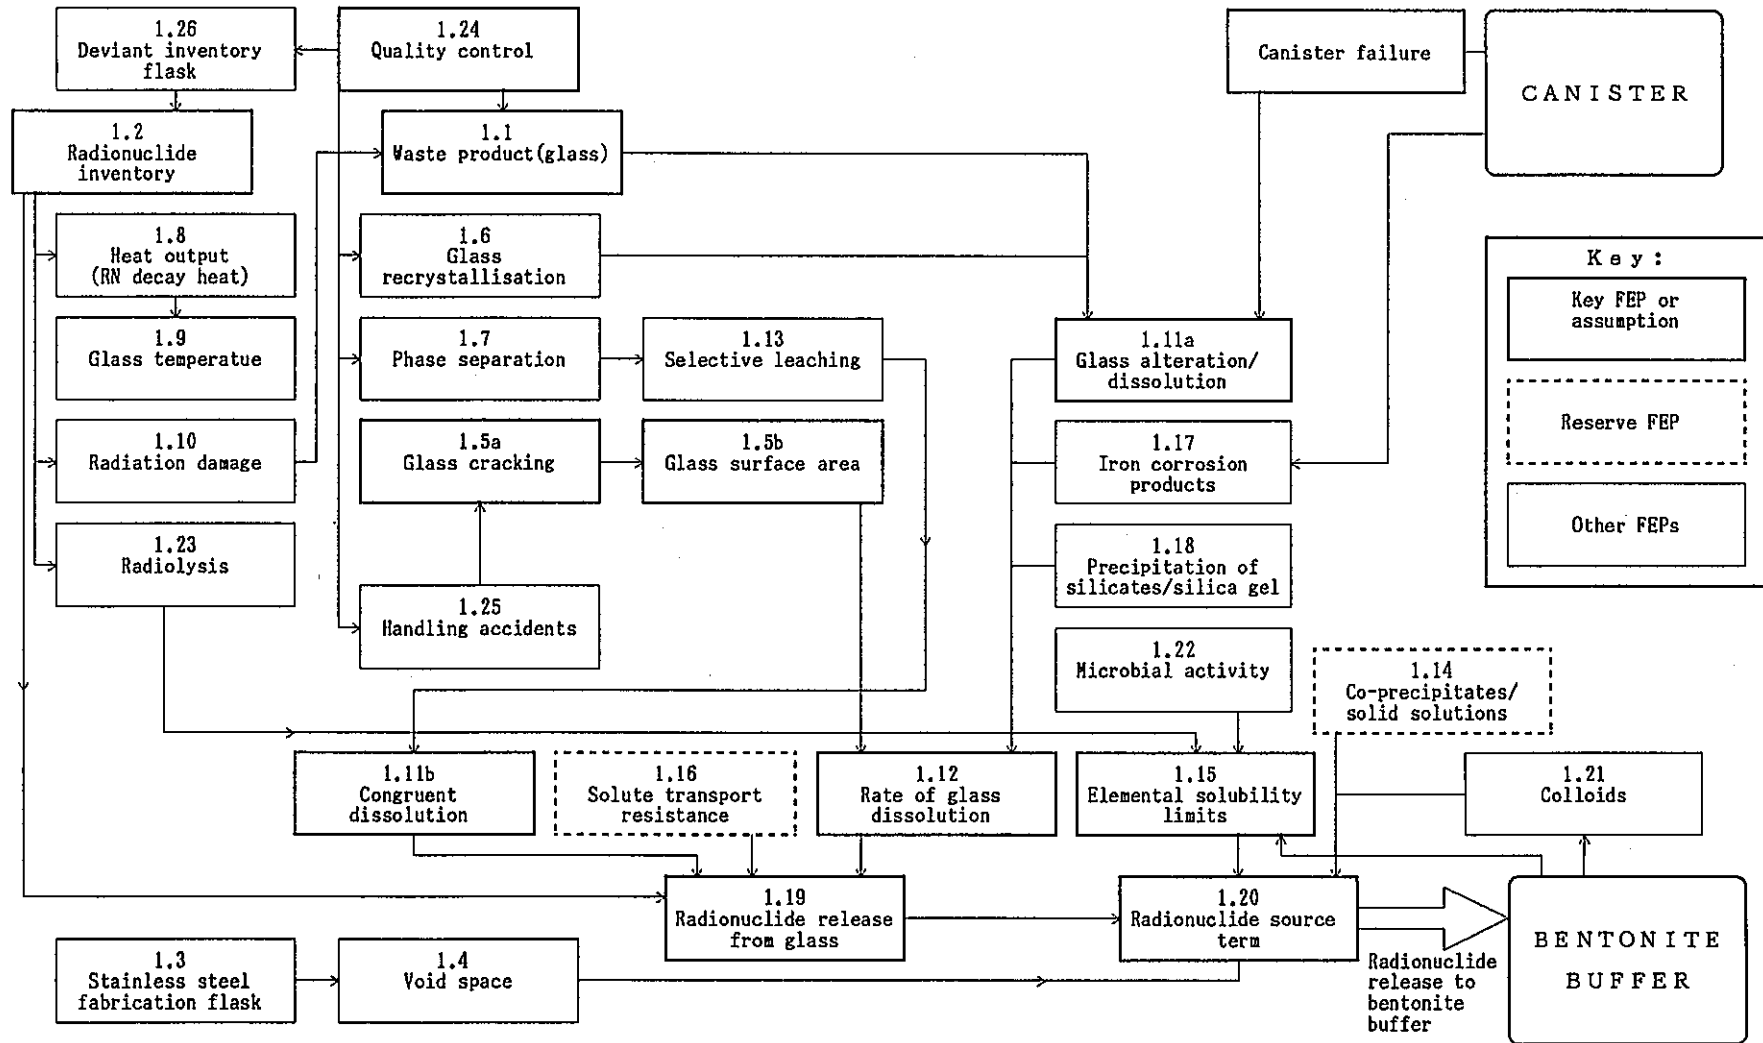 1.26
Deviant inventory
flask
1.24
Quality control
Canister failure
CANISTER
1.2
Radionuclide
inventory
1.1
Waste product(glass)
1.8
Heat output
(RN decay heat)
1.6
Glass
recrystallisation
Key:
Key FEP or
assumption
1.9
Glass temperatue
1.7
Phase separation
1.13
Selective leaching
1.11a
Glass alteration/
dissolution
Reserve FEP
1.10
Radiation damage
1.5a
Glass cracking
1.5b
Glass surface area
1.17
Iron corrosion
products
Other FEPs
1.23
Radiolysis
1.25
Handling accidents
1.18
Precipitation of
silicates/silica gel
1.22
Microbial activity
1.14
Co-precipitates/
solid solutions
1.11b
Congruent
dissolution
1.16
Solute transport
resistance
1.12
Rate of glass
dissolution
1.15
Elemental solubility
limits
1.21
Colloids
1.19
Radionuclide release
from glass
1.20
Radionuclide source
term
Radionuclide
release to
bentonite
buffer
BENTONITE
BUFFER
1.3
Stainless steel
fabrication flask
1.4
Void space